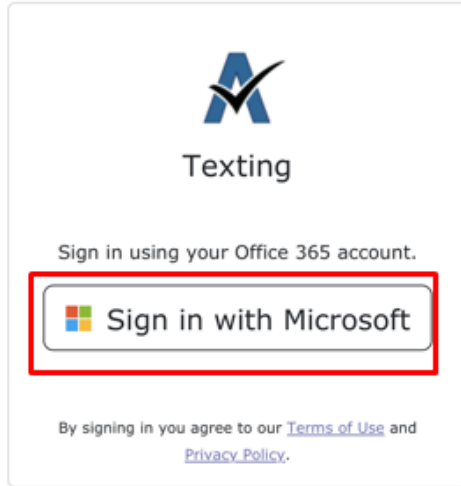 Texting
Sign in using your Office 365 account.
Sign in with Microsoft
By signing in you agree to our Terms of Use and
Privacy Policy.